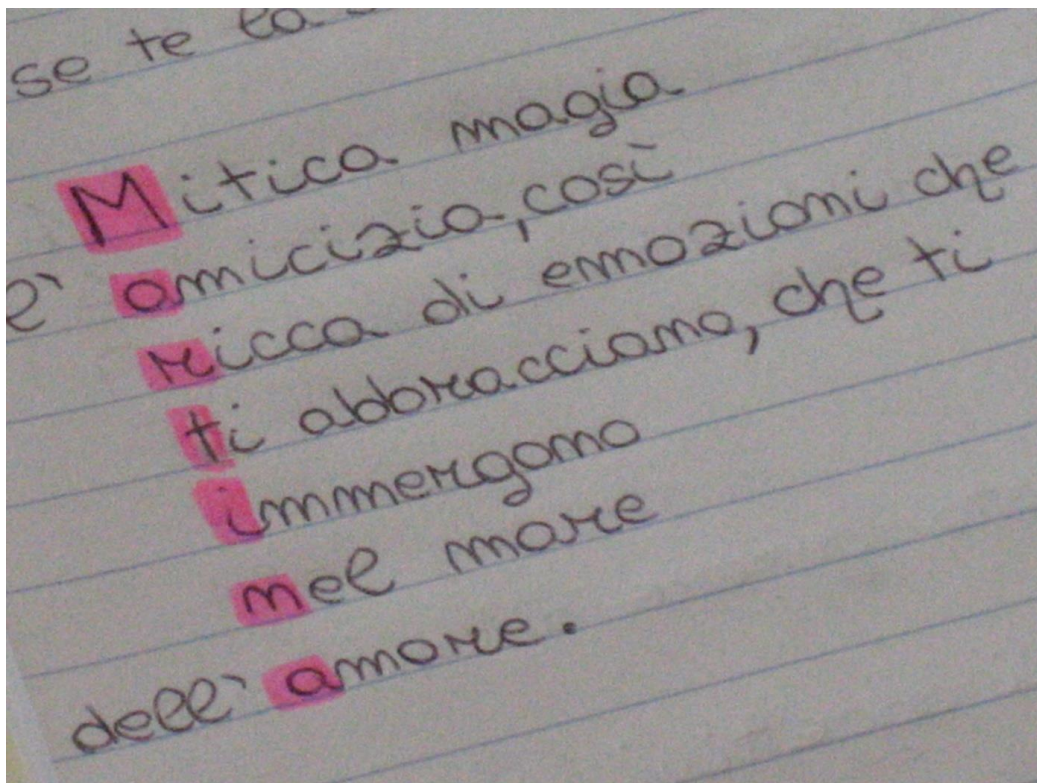 se te la
Mitica magia
è amicizia, così
ricca di emozioni che
ti abbracciano, che ti
immergono
nel mare
dell'amore.